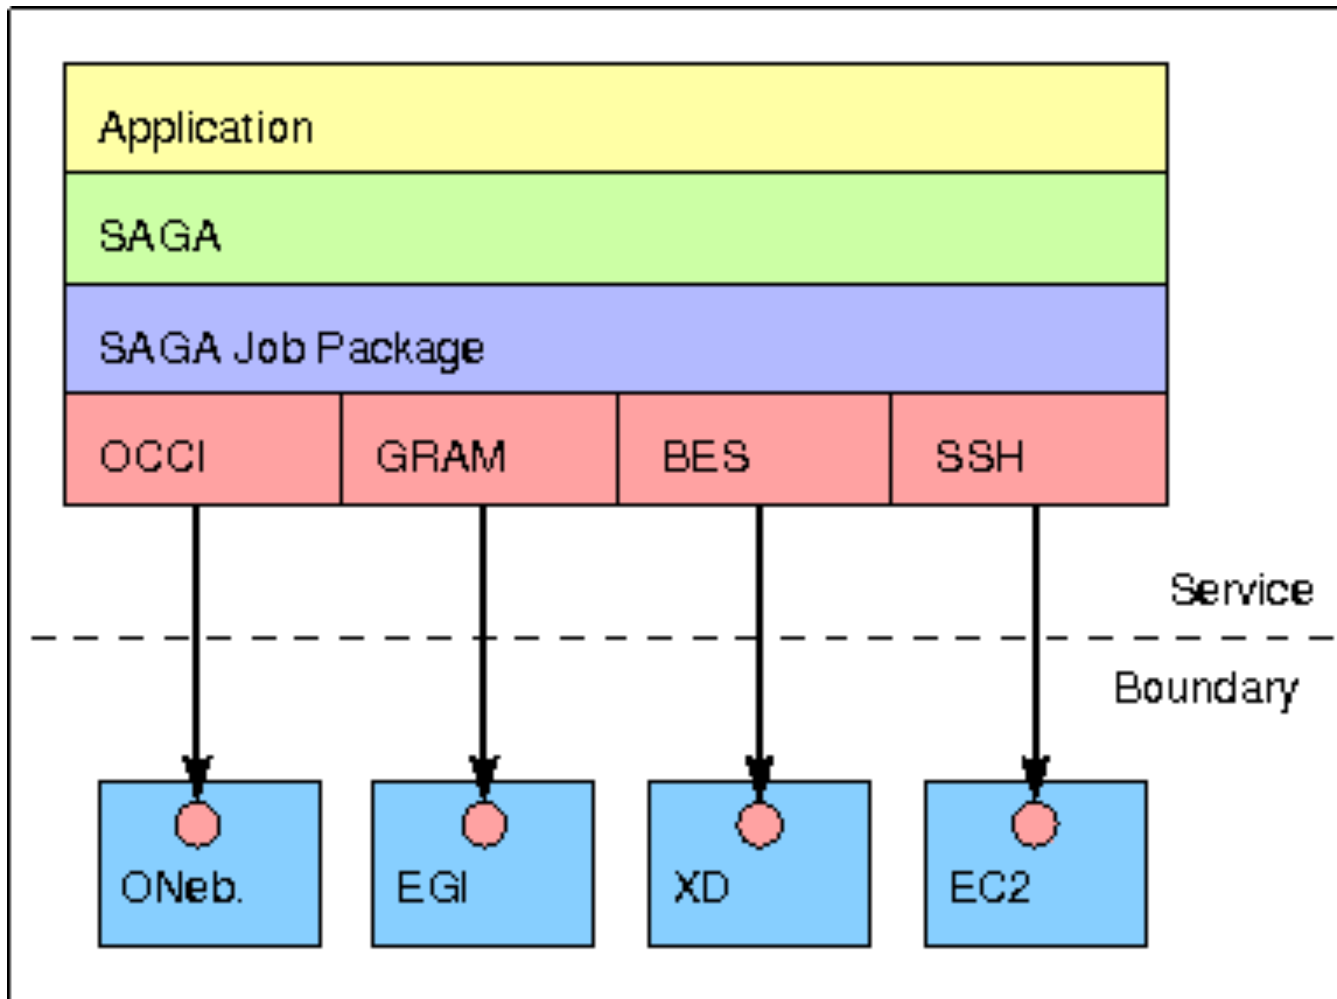 Application
SAGA
SAGA Job Package
OCCI GRAM BES SSH
Service
Boundary
ONeb. EGI XD EC2